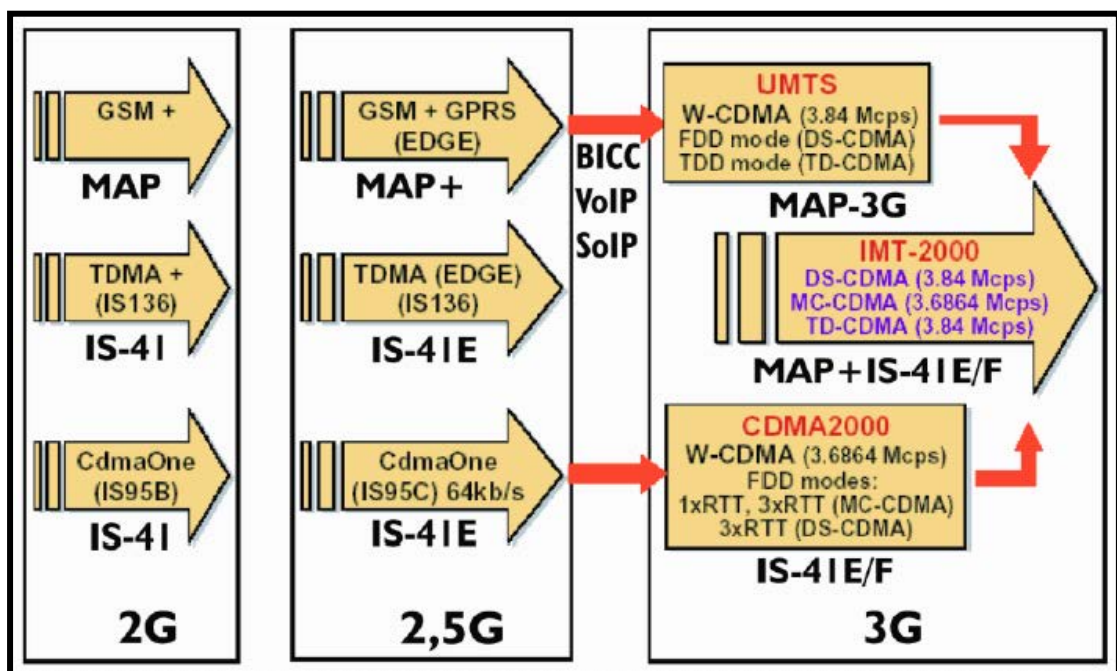 GSM +
MAP
TDMA +
(IS136)
IS-41
CdmaOne
(IS95B)
IS-41
2G
GSM + GPRS
(EDGE)
MAP+
TDMA (EDGE)
(IS136)
IS-41E
CdmaOne
(IS95C) 64kb/s
IS-41E
2,5G
BICC
VoIP
SoIP
UMTS
W-CDMA (3.84 Mcps)
FDD mode (DS-CDMA)
TDD mode (TD-CDMA)
MAP-3G
IMT-2000
DS-CDMA (3.84 Mcps)
MC-CDMA (3.6864 Mcps)
TD-CDMA (3.84 Mcps)
MAP+IS-41E/F
CDMA2000
W-CDMA (3.6864 Mcps)
FDD modes:
1xRTT, 3xRTT (MC-CDMA)
3xRTT (DS-CDMA)
IS-41E/F
3G